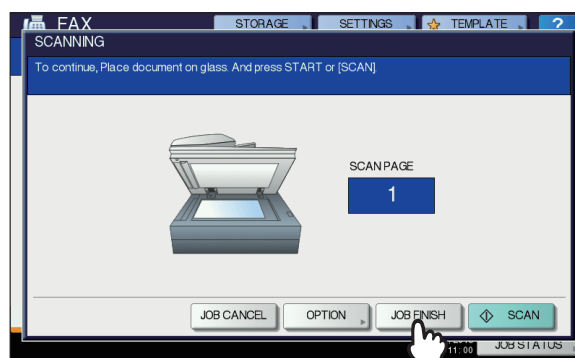 FAX
STORAGE
SETTINGS
TEMPLATE
?
SCANNING
To continue, Place document on glass. And press START or [SCAN]
SCAN PAGE
1
JOB CANCEL
OPTION
JOB FINISH
SCAN
11:00
JOB STATUS